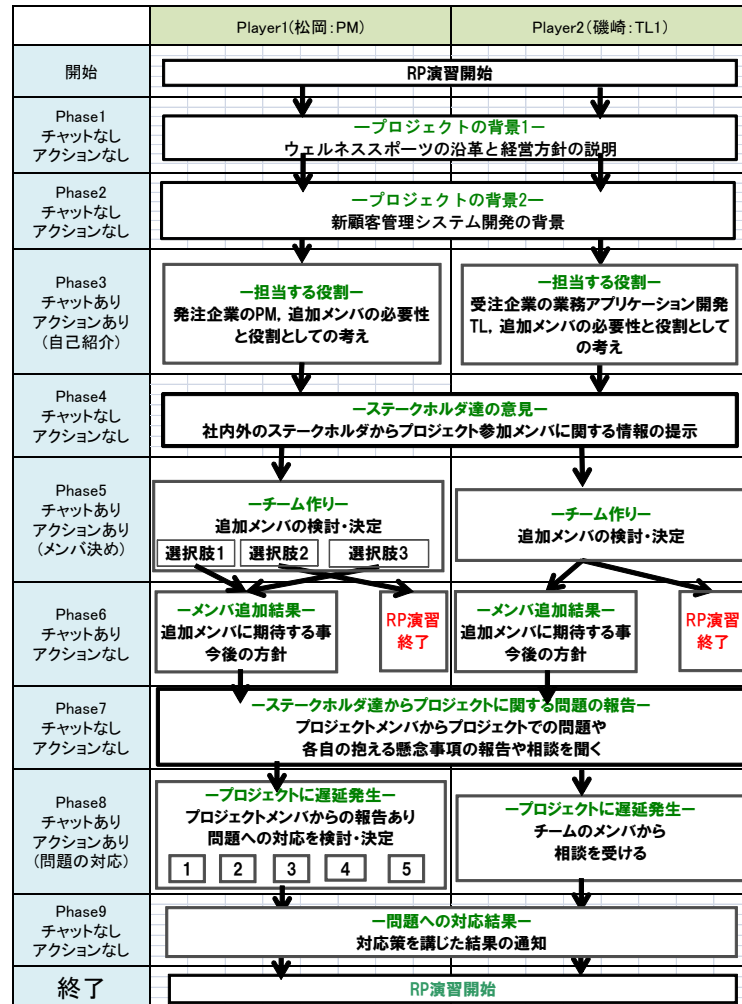 Player1(松岡:PM)
Player2(磯崎:TL1)
開始
RP演習開始
Phase1
チャットなし
アクションなし
ープロジェクトの背景1ー
ウェルネススポーツの沿革と経営方針の説明
Phase2
チャットなし
アクションなし
ープロジェクトの背景2ー
新顧客管理システム開発の背景
Phase3
チャットあり
アクションあり
(自己紹介)
ー担当する役割ー
発注企業のPM,追加メンバの必要性
と役割としての考え
ー担当する役割ー
受注企業の業務アプリケーション開発
TL,追加メンバの必要性と役割として
の考え
Phase4
チャットなし
アクションなし
ーステークホルダ達の意見ー
社内外のステークホルダからプロジェクト参加メンバに関する情報の提示
Phase5
チャットあり
アクションあり
(メンバ決め)
ーチーム作りー
追加メンバの検討・決定
選択肢1
選択肢2
選択肢3
ーチーム作りー
追加メンバの検討・決定
Phase6
チャットあり
アクションなし
ーメンバ追加結果ー
追加メンバに期待する事
今後の方針
RP演習
終了
ーメンバ追加結果ー
追加メンバに期待する事
今後の方針
RP演習
終了
Phase7
チャットなし
アクションなし
ーステークホルダ達からプロジェクトに関する問題の報告ー
プロジェクトメンバからプロジェクトでの問題や
各自の抱える懸念事項の報告や相談を聞く
Phase8
チャットあり
アクションあり
(問題の対応)
ープロジェクトに遅延発生ー
プロジェクトメンバからの報告あり
問題への対応を検討・決定
1
2
3
4
5
ープロジェクトに遅延発生ー
チームのメンバから
相談を受ける
Phase9
チャットなし
アクションなし
ー問題への対応結果ー
対応策を講じた結果の通知
終了
RP演習開始